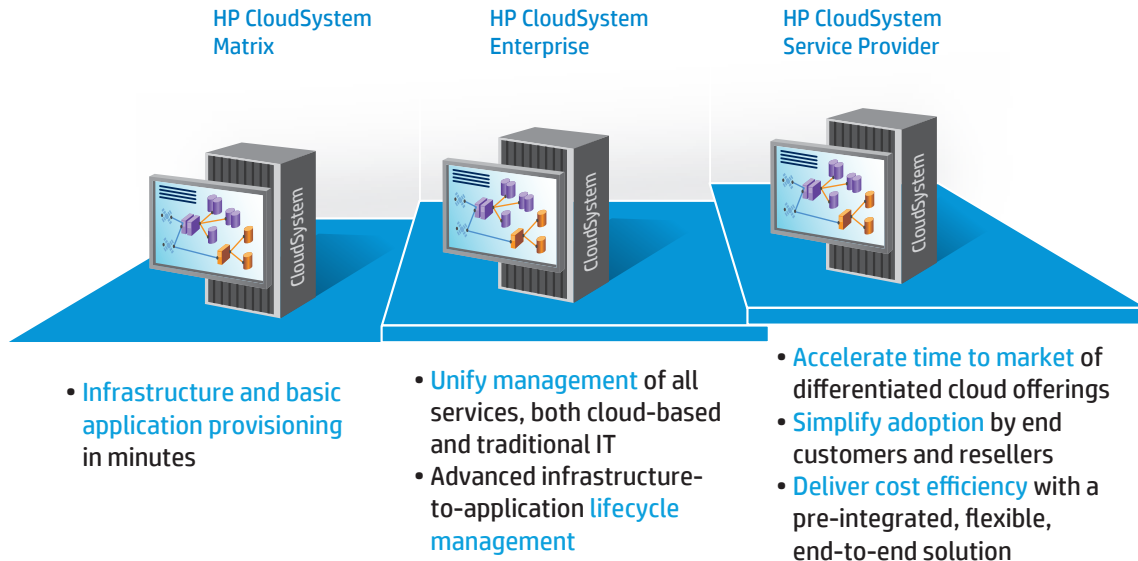 HP CloudSystem
Matrix
HP CloudSystem
Enterprise
HP CloudSystem
Service Provider
CloudSystem
CloudSystem
CloudSystem
• Infrastructure and basic
application provisioning
in minutes
• Unify management of all
services, both cloud-based
and traditional IT
• Advanced infrastructure-
to-application lifecycle
management
• Accelerate time to market of
differentiated cloud offerings
• Simplify adoption by end
customers and resellers
• Deliver cost efficiency with a
pre-integrated, flexible,
end-to-end solution